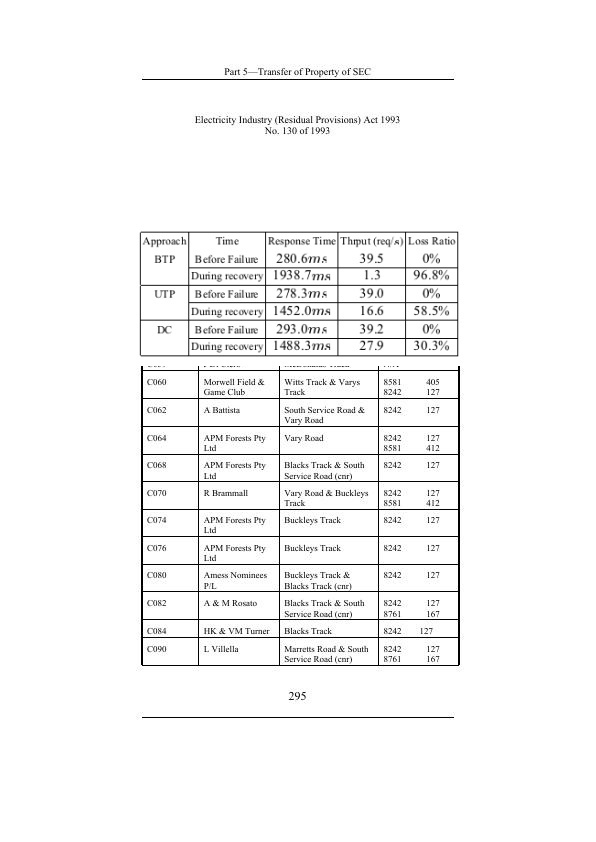 Part 5—Transfer of Property of SEC
Electricity Industry (Residual Provisions) Act 1993
No. 130 of 1993
Approach Time Response Time Thrput (req/s) Loss Ratio
BTP Before Failure 280.6ms 39.5 0%
During recovery 1938.7ms 1.3 96.8%
UTP Before Failure 278.3ms 39.0 0%
During recovery 1452.0ms 16.6 58.5%
DC Before Failure 293.0ms 39.2 0%
During recovery 1488.3ms 27.9 30.3%
C060 Morwell Field & Witts Track & Varys 8581 405
Game Club Track 8242 127
C062 A Battista South Service Road & 8242 127
Vary Road
C064 APM Forests Pty Vary Road 8242 127
Ltd 8581 412
C068 APM Forests Pty Blacks Track & South 8242 127
Ltd Service Road (cnr)
C070 R Brammall Vary Road & Buckleys 8242 127
Track 8581 412
C074 APM Forests Pty Buckleys Track 8242 127
Ltd
C076 APM Forests Pty Buckleys Track 8242 127
Ltd
C080 Amess Nominees Buckleys Track & 8242 127
P/L Blacks Track (cnr)
C082 A & M Rosato Blacks Track & South 8242 127
Service Road (cnr) 8761 167
C084 HK & VM Turner Blacks Track 8242 127
C090 L Villella Marretts Road & South 8242 127
Service Road (cnr) 8761 167
295